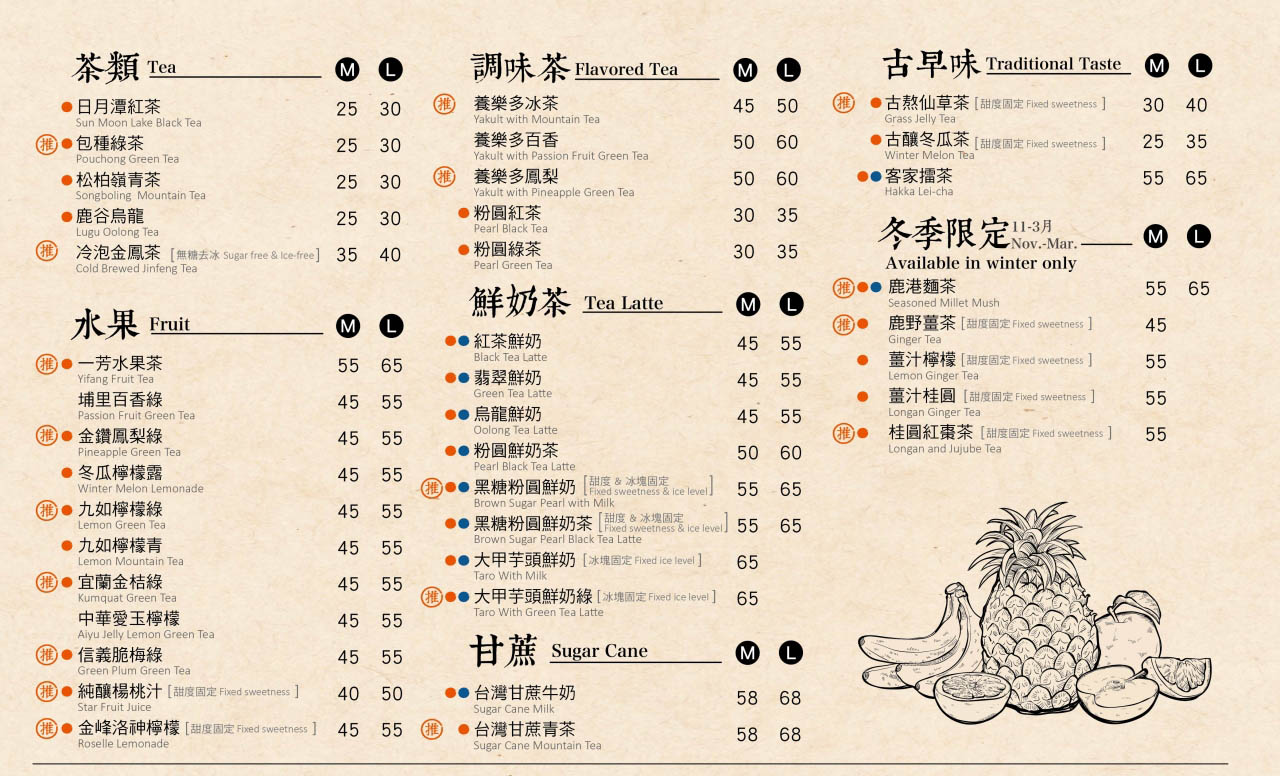 茶類 Tea M L
日月潭紅茶 25 30
Sun Moon Lake Black Tea
推 包種綠茶 25 30
Pouchong Green Tea
松柏嶺青茶 25 30
Songboling Mountain Tea
鹿谷烏龍 25 30
Lugu Oolong Tea
推 冷泡金鳳茶 [無糖去冰 Sugar free & Ice-free] 35 40
Cold Brewed Jinfeng Tea
水果 Fruit M L
推 一芳水果茶 55 65
Yifang Fruit Tea
埔里百香綠 45 55
Passion Fruit Green Tea
推 金鑽鳳梨綠 45 55
Pineapple Green Tea
冬瓜檸檬露 45 55
Winter Melon Lemonade
推 九如檸檬綠 45 55
Lemon Green Tea
九如檸檬青 45 55
Lemon Mountain Tea
推 宜蘭金桔綠 45 55
Kumquat Green Tea
中華愛玉檸檬 45 55
Aiyu Jelly Lemon Green Tea
推 信義脆梅綠 45 55
Green Plum Green Tea
推 純釀楊桃汁 [甜度固定 Fixed sweetness] 40 50
Star Fruit Juice
推 金峰洛神檸檬 [甜度固定 Fixed sweetness] 45 55
Roselle Lemonade
調味茶 Flavored Tea M L
推 養樂多冰茶 45 50
Yakult with Mountain Tea
養樂多百香 50 60
Yakult with Passion Fruit Green Tea
推 養樂多鳳梨 50 60
Yakult with Pineapple Green Tea
粉圓紅茶 30 35
Pearl Black Tea
粉圓綠茶 30 35
Pearl Green Tea
鮮奶茶 Tea Latte M L
紅茶鮮奶 45 55
Black Tea Latte
翡翠鮮奶 45 55
Green Tea Latte
烏龍鮮奶 45 55
Oolong Tea Latte
粉圓鮮奶茶 50 60
Pearl Black Tea Latte
推 黑糖粉圓鮮奶 [甜度 & 冰塊固定 Fixed sweetness & ice level] 55 65
Brown Sugar Pearl with Milk
黑糖粉圓鮮奶茶 [甜度 & 冰塊固定 Fixed sweetness & ice level] 55 65
Brown Sugar Pearl Black Tea Latte
大甲芋頭鮮奶 [冰塊固定 Fixed ice level] 65
Taro With Milk
推 大甲芋頭鮮奶綠 [冰塊固定 Fixed ice level] 65
Taro With Green Tea Latte
甘蔗 Sugar Cane M L
台灣甘蔗牛奶 58 68
Sugar Cane Milk
推 台灣甘蔗青茶 58 68
Sugar Cane Mountain Tea
古早味 Traditional Taste M L
推 古熬仙草茶 [甜度固定 Fixed sweetness] 30 40
Grass Jelly Tea
古釀冬瓜茶 [甜度固定 Fixed sweetness] 25 35
Winter Melon Tea
客家擂茶 55 65
Hakka Lei-cha
冬季限定 11-3月 Nov.-Mar. M L
Available in winter only
推 鹿港麵茶 55 65
Seasoned Millet Mush
推 鹿野薑茶 [甜度固定 Fixed sweetness] 45
Ginger Tea
薑汁檸檬 [甜度固定 Fixed sweetness] 55
Lemon Ginger Tea
薑汁桂圓 [甜度固定 Fixed sweetness] 55
Longan Ginger Tea
推 桂圓紅棗茶 [甜度固定 Fixed sweetness] 55
Longan and Jujube Tea